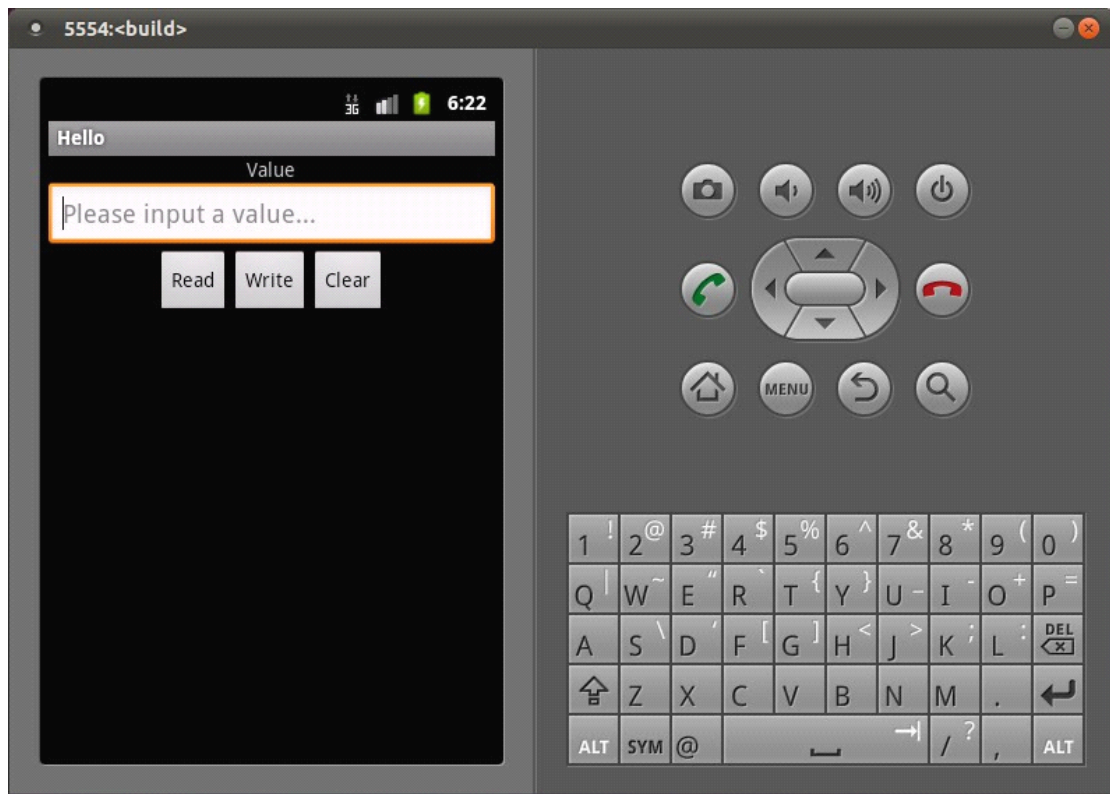 5554:<build>
3G 6:22
Hello
Value
Please input a value...
Read Write Clear
MENU
1 ! 2 @ 3 # 4 $ 5 % 6 ^ 7 & 8 * 9 ( 0 )
Q | W ~ E " R ` T { Y } U _ I - O + P =
A S \ D ' F [ G ] H < J > K ; L : DEL
Z X C V B N M .
ALT SYM @ / ? , ALT